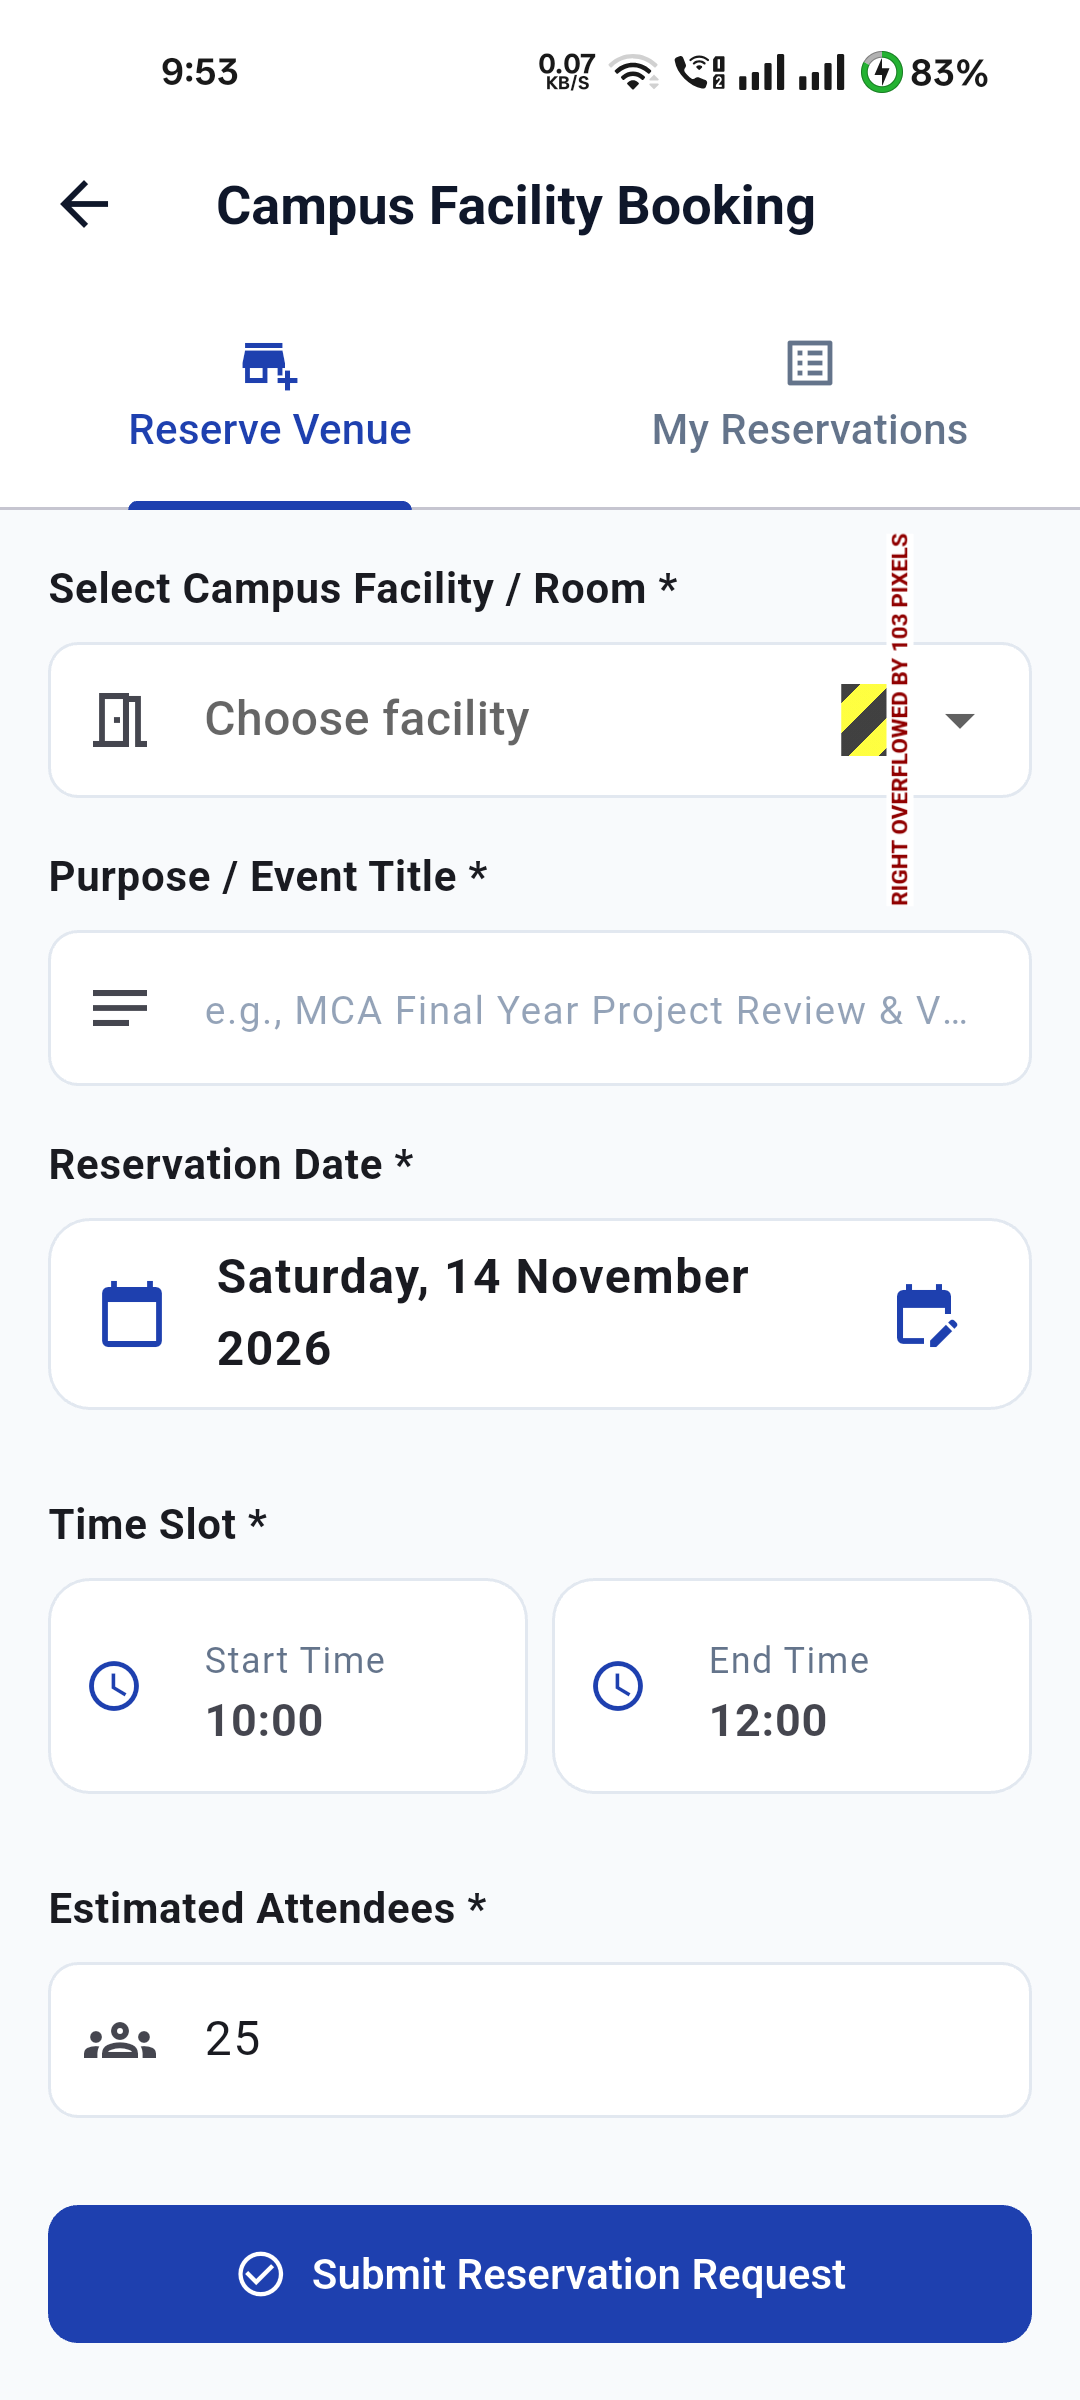 9:53
0.07
KB/S
1
2
83%
Campus Facility Booking
Reserve Venue
My Reservations
Select Campus Facility / Room *
Choose facility
RIGHT OVERFLOWED BY 103 PIXELS
Purpose / Event Title *
e.g., MCA Final Year Project Review & V…
Reservation Date *
Saturday, 14 November
2026
Time Slot *
Start Time
10:00
End Time
12:00
Estimated Attendees *
25
Submit Reservation Request